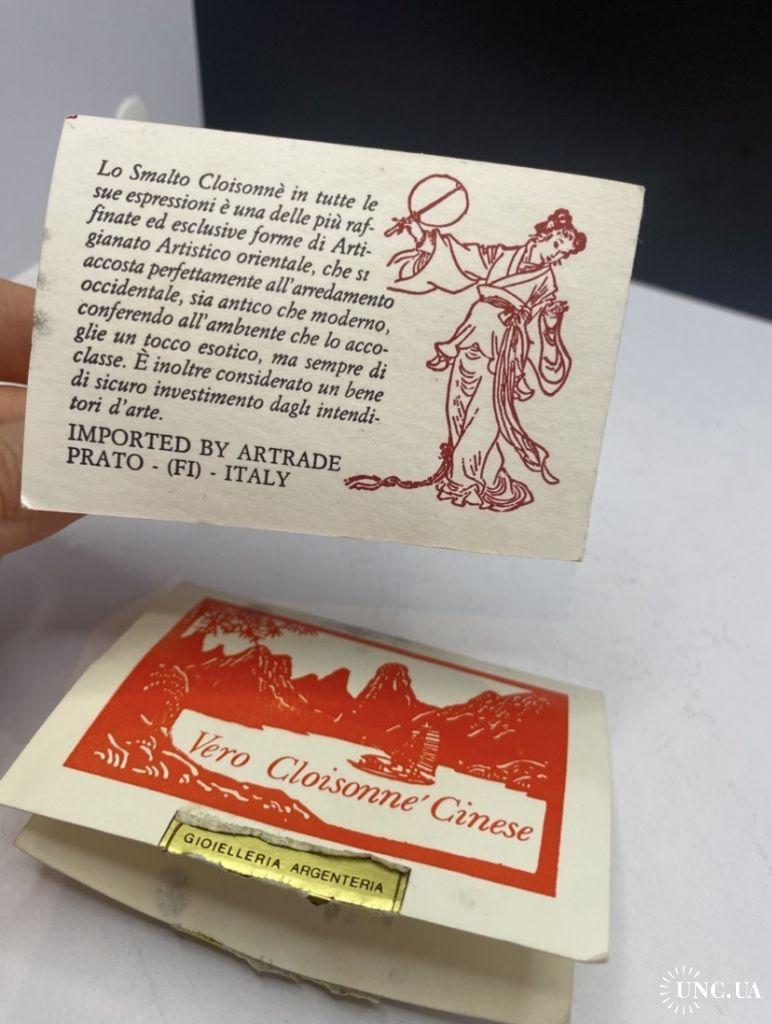 Lo Smalto Cloisonnè in tutte le
sue espressioni è una delle più raf-
finate ed esclusive forme di Arti-
gianato Artistico orientale, che si
accosta perfettamente all'arredamento
occidentale, sia antico che moderno,
conferendo all'ambiente che lo acco-
glie un tocco esotico, ma sempre di
classe. È inoltre considerato un bene
di sicuro investimento dagli intendi-
tori d'arte.
IMPORTED BY ARTRADE
PRATO - (FI) - ITALY
Vero Cloisonne' Cinese
GIOIELLERIA ARGENTERIA
UNC.UA